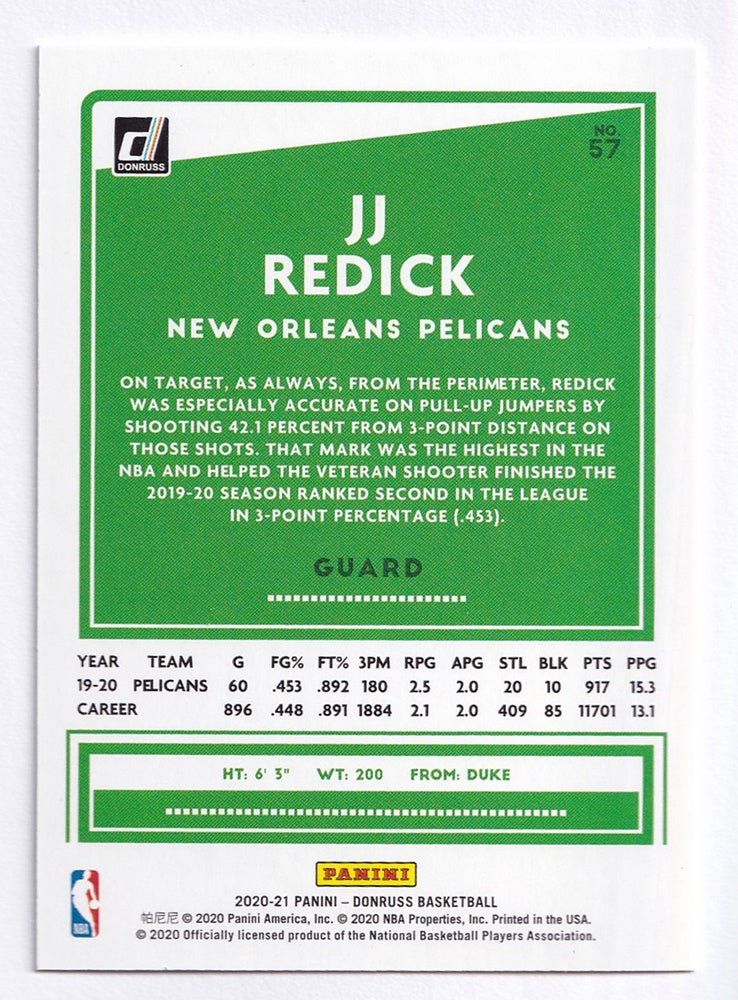 DONRUSS
NO.
57
JJ
REDICK
NEW ORLEANS PELICANS
ON TARGET, AS ALWAYS, FROM THE PERIMETER, REDICK
WAS ESPECIALLY ACCURATE ON PULL-UP JUMPERS BY
SHOOTING 42.1 PERCENT FROM 3-POINT DISTANCE ON
THOSE SHOTS. THAT MARK WAS THE HIGHEST IN THE
NBA AND HELPED THE VETERAN SHOOTER FINISHED THE
2019-20 SEASON RANKED SECOND IN THE LEAGUE
IN 3-POINT PERCENTAGE (.453).
GUARD
YEAR TEAM G FG% FT% 3PM RPG APG STL BLK PTS PPG
19-20 PELICANS 60 .453 .892 180 2.5 2.0 20 10 917 15.3
CAREER 896 .448 .891 1884 2.1 2.0 409 85 11701 13.1
HT: 6' 3" WT: 200 FROM: DUKE
PANINI
2020-21 PANINI – DONRUSS BASKETBALL
帕尼尼 © 2020 Panini America, Inc. © 2020 NBA Properties, Inc. Printed in the USA.
© 2020 Officially licensed product of the National Basketball Players Association.
NBA